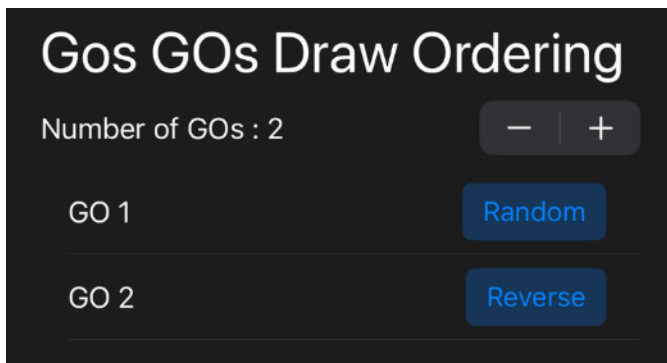 Gos GOs Draw Ordering
Number of GOs : 2 − +
GO 1 Random
GO 2 Reverse